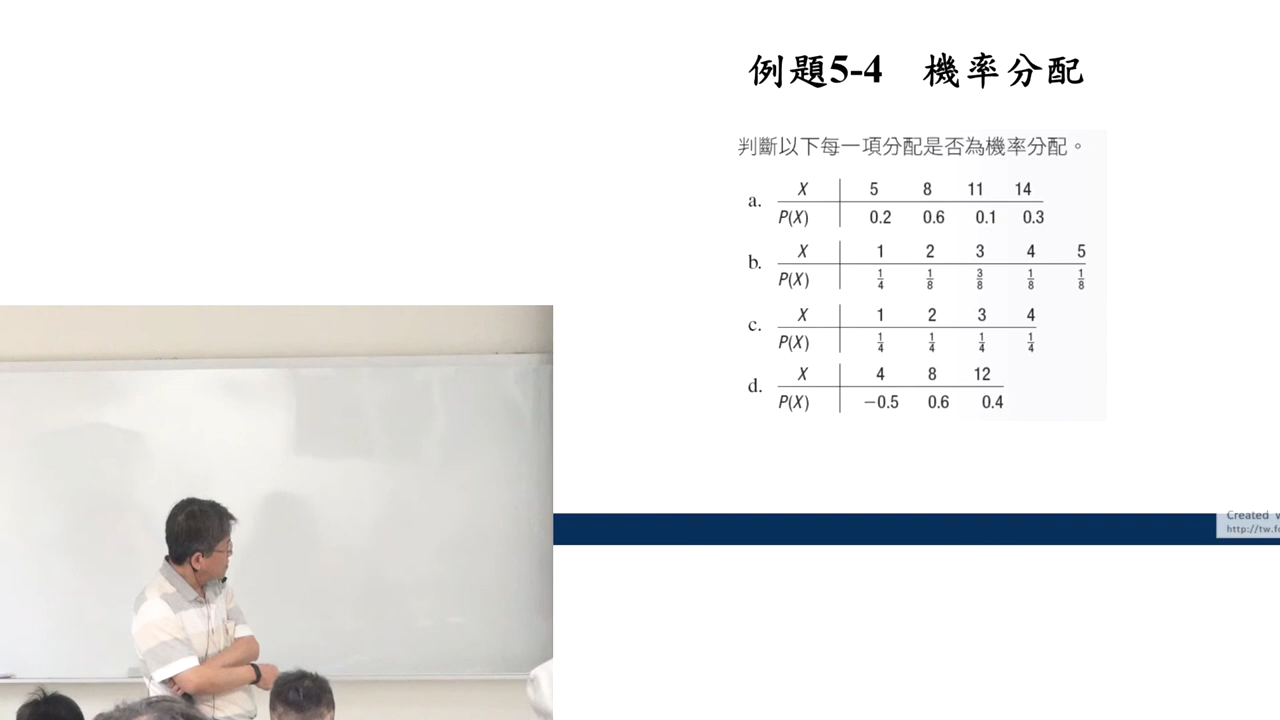 例題5-4 機率分配
判斷以下每一項分配是否為機率分配。
a. X 5 8 11 14
P(X) 0.2 0.6 0.1 0.3
b. X 1 2 3 4 5
P(X) 1/4 1/8 3/8 1/8 1/8
c. X 1 2 3 4
P(X) 1/4 1/4 1/4 1/4
d. X 4 8 12
P(X) −0.5 0.6 0.4
Created
http://tw.fo